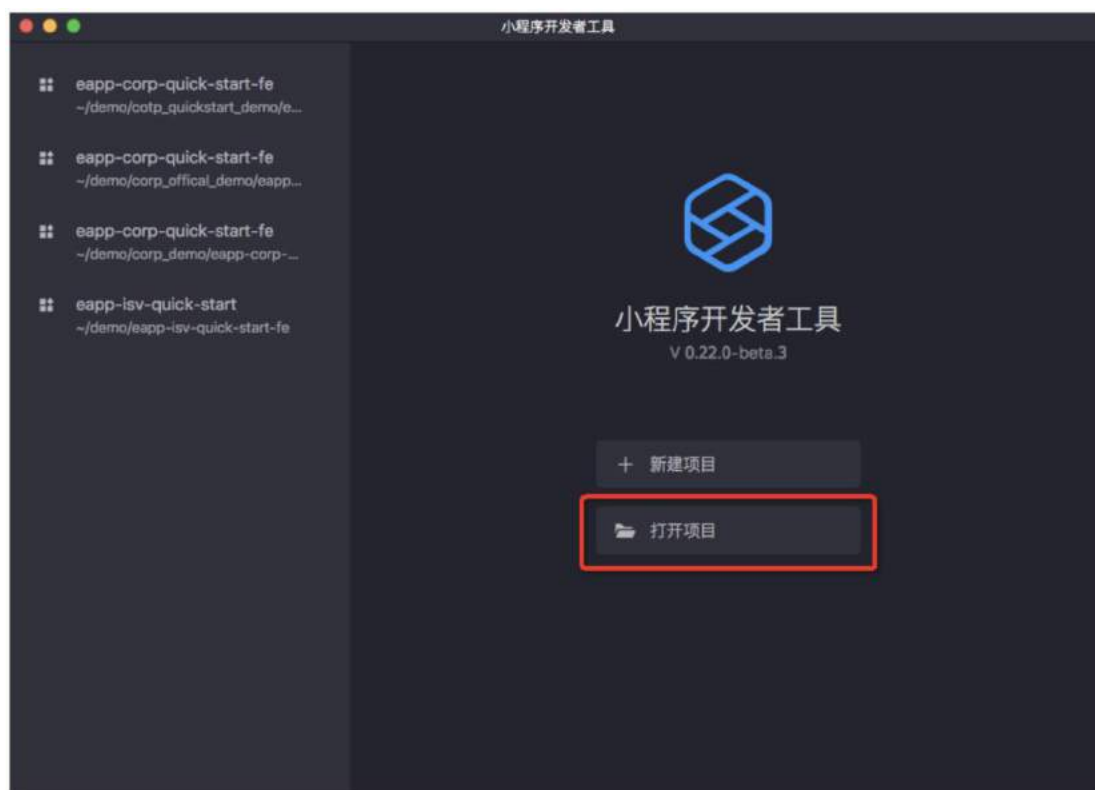 小程序开发者工具
eapp-corp-quick-start-fe
~/demo/cotp_quickstart_demo/e...
eapp-corp-quick-start-fe
~/demo/corp_offical_demo/eapp...
eapp-corp-quick-start-fe
~/demo/corp_demo/eapp-corp-...
eapp-isv-quick-start
~/demo/eapp-isv-quick-start-fe
小程序开发者工具
V 0.22.0-beta.3
新建项目
打开项目